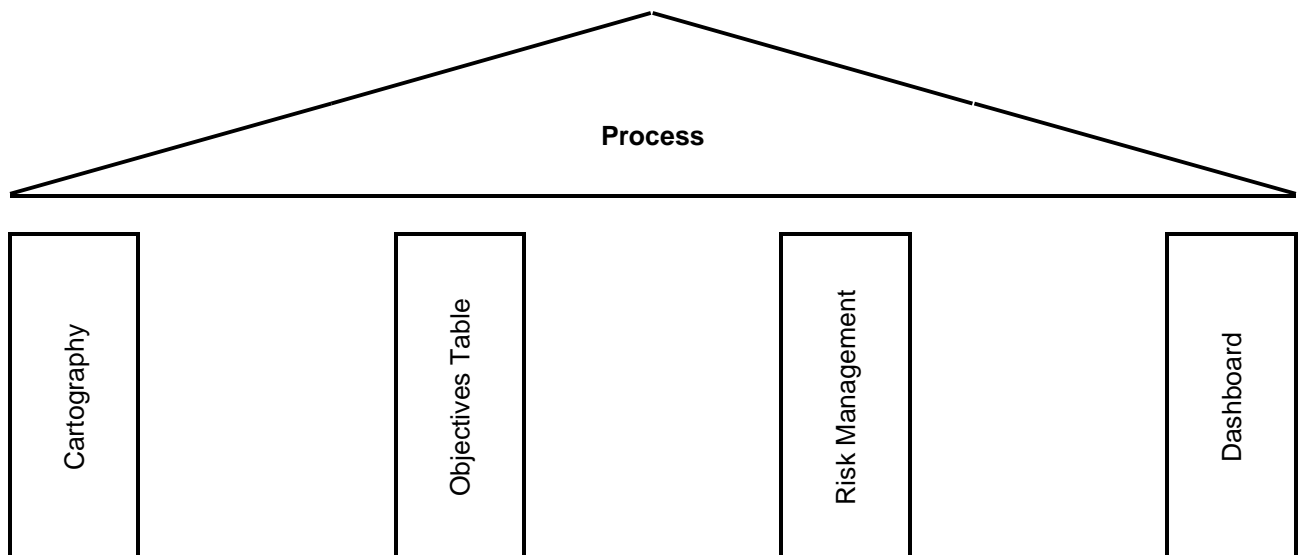 Process
Cartography
Objectives Table
Risk Management
Dashboard